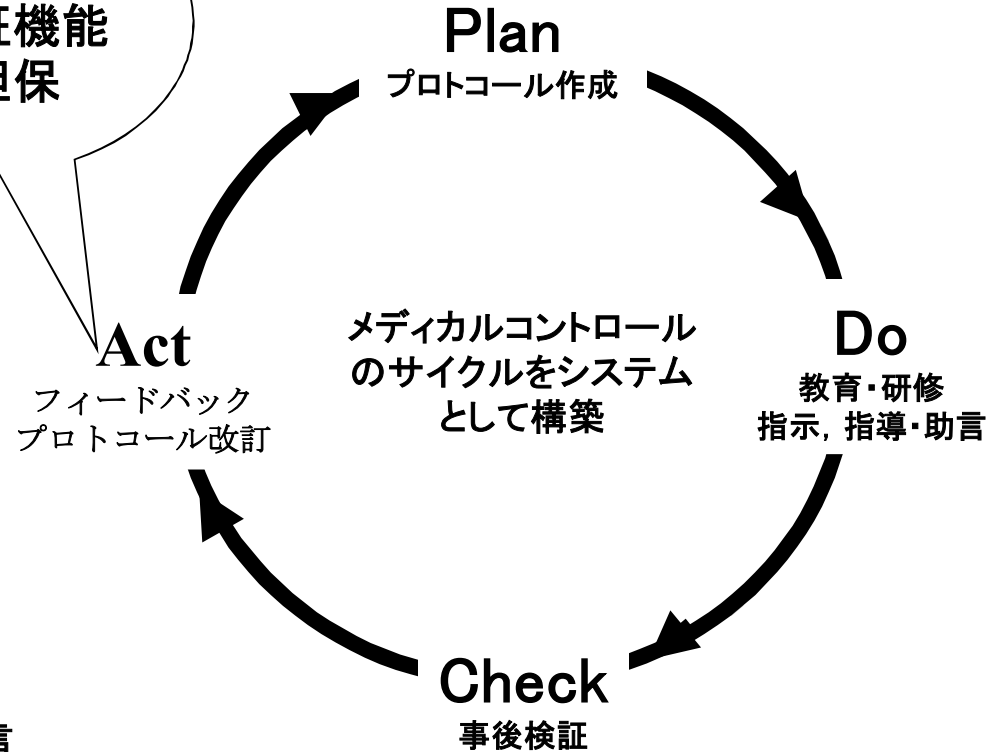 機能
担保
Plan
プロトコール作成
Act
フィードバック
プロトコール改訂
メディカルコントロール
のサイクルをシステム
として構築
Do
教育・研修
指示，指導・助言
Check
事後検証